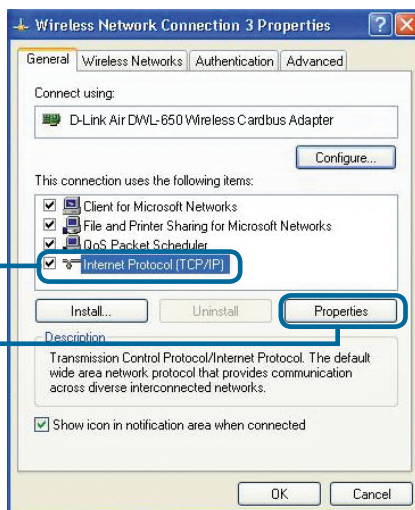 Wireless Network Connection 3 Properties
General Wireless Networks Authentication Advanced
Connect using:
D-Link Air DWL-650 Wireless Cardbus Adapter
Configure...
This connection uses the following items:
Client for Microsoft Networks
File and Printer Sharing for Microsoft Networks
QoS Packet Scheduler
Internet Protocol (TCP/IP)
Install... Uninstall Properties
Description
Transmission Control Protocol/Internet Protocol. The default
wide area network protocol that provides communication
across diverse interconnected networks.
Show icon in notification area when connected
OK Cancel